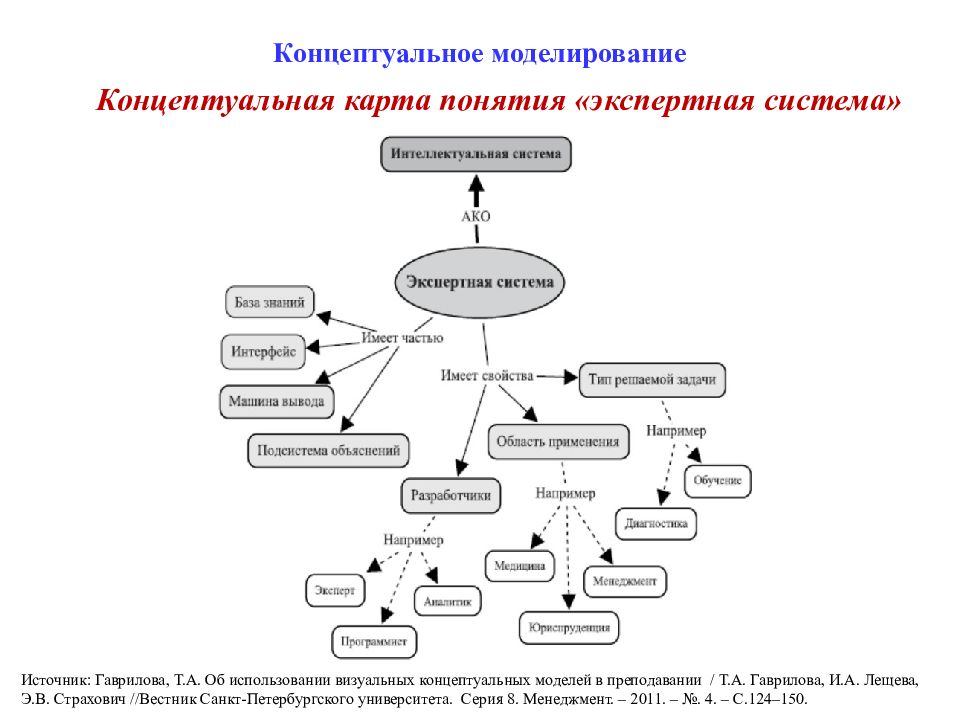 Концептуальное моделирование
Концептуальная карта понятия «экспертная система»
Интеллектуальная система
АКО
Экспертная система
База знаний
Имеет частью
Интерфейс
Имеет свойства
Тип решаемой задачи
Машина вывода
Например
Область применения
Подсистема объяснений
Обучение
Разработчики
Например
Диагностика
Например
Медицина
Менеджмент
Эксперт
Аналитик
Юриспруденция
Программист
Источник: Гаврилова, Т.А. Об использовании визуальных концептуальных моделей в преподавании / Т.А. Гаврилова, И.А. Лещева,
Э.В. Страхович //Вестник Санкт-Петербургского университета. Серия 8. Менеджмент. – 2011. – №. 4. – С.124–150.